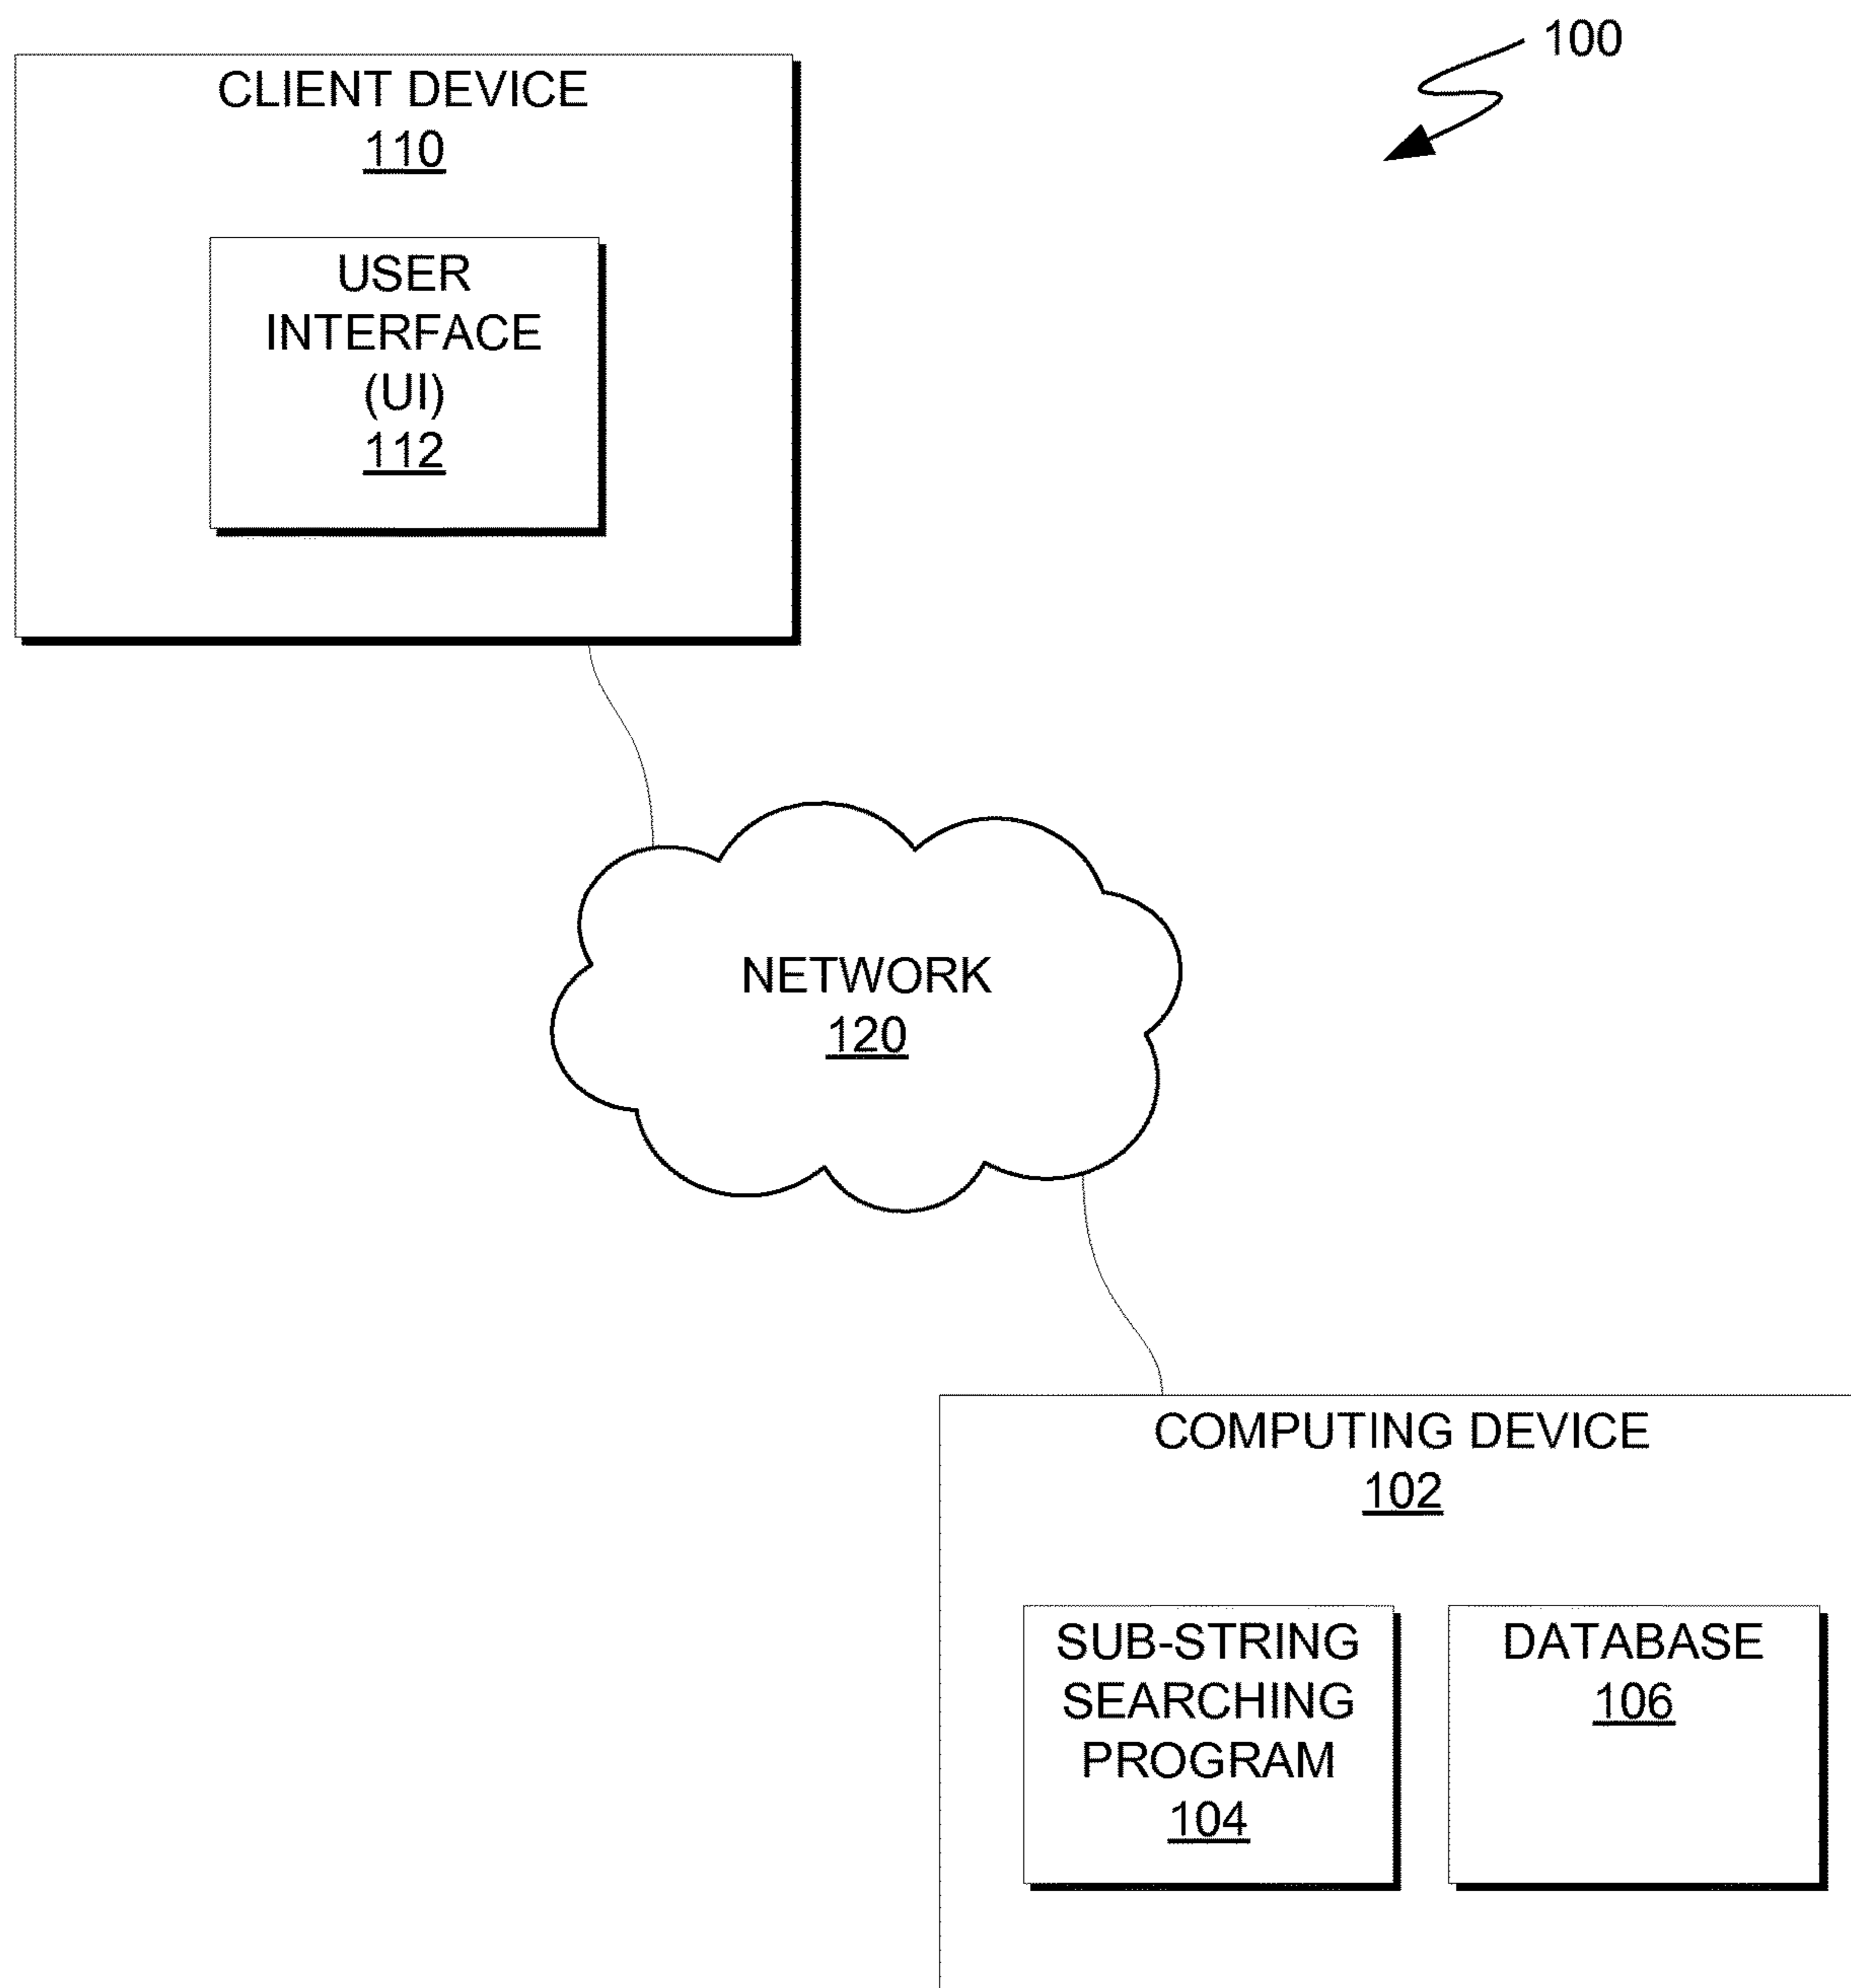 100
CLIENT DEVICE
110
USER
INTERFACE
(UI)
112
NETWORK
120
COMPUTING DEVICE
102
SUB-STRING
SEARCHING
PROGRAM
104
DATABASE
106